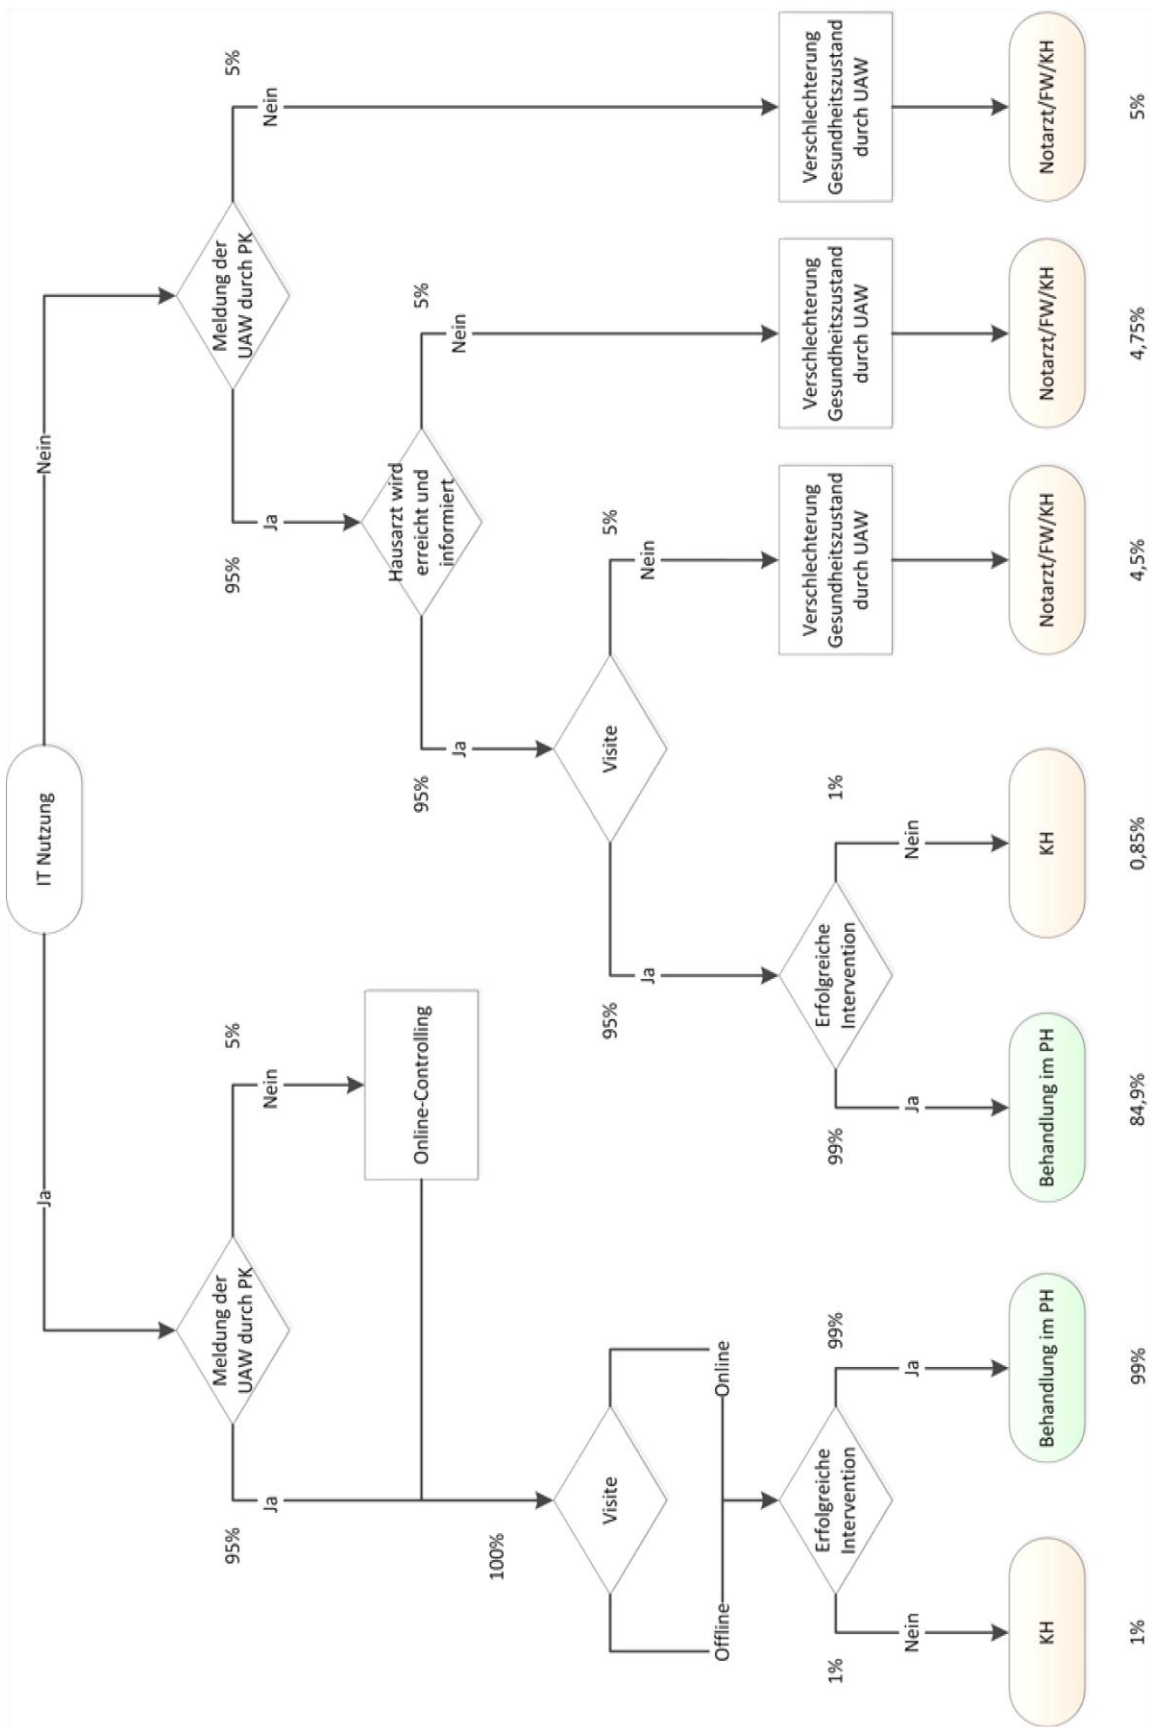 IT Nutzung
Ja
Nein
Meldung der
UAW durch PK
95%
Ja
5%
Nein
Online-Controlling
100%
Visite
Offline
Online
Erfolgreiche
Intervention
1%
Nein
99%
Ja
KH
1%
Behandlung im PH
99%
Meldung der
UAW durch PK
95%
Ja
5%
Nein
Hausarzt wird
erreicht und
informiert
95%
Ja
5%
Nein
Visite
95%
Ja
5%
Nein
Erfolgreiche
Intervention
99%
Ja
1%
Nein
Behandlung im PH
84,9%
KH
0,85%
Verschlechterung
Gesundheitszustand
durch UAW
Notarzt/FW/KH
4,5%
Verschlechterung
Gesundheitszustand
durch UAW
Notarzt/FW/KH
4,75%
Verschlechterung
Gesundheitszustand
durch UAW
Notarzt/FW/KH
5%